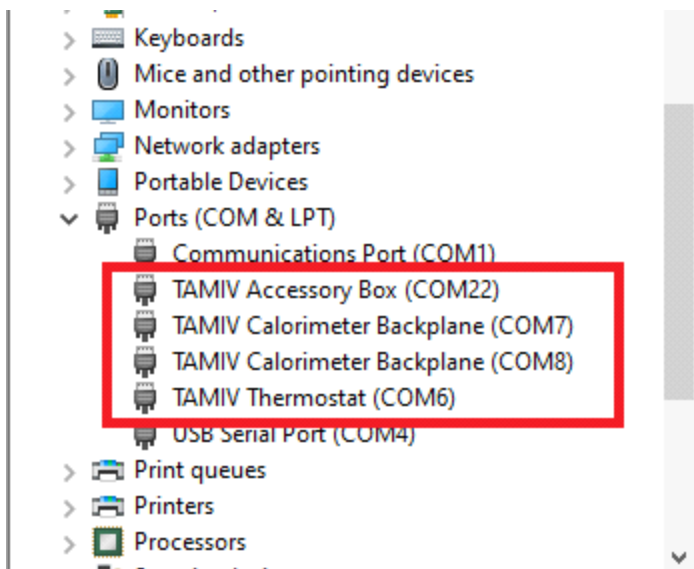 Keyboards
Mice and other pointing devices
Monitors
Network adapters
Portable Devices
Ports (COM & LPT)
Communications Port (COM1)
TAMIV Accessory Box (COM22)
TAMIV Calorimeter Backplane (COM7)
TAMIV Calorimeter Backplane (COM8)
TAMIV Thermostat (COM6)
USB Serial Port (COM4)
Print queues
Printers
Processors